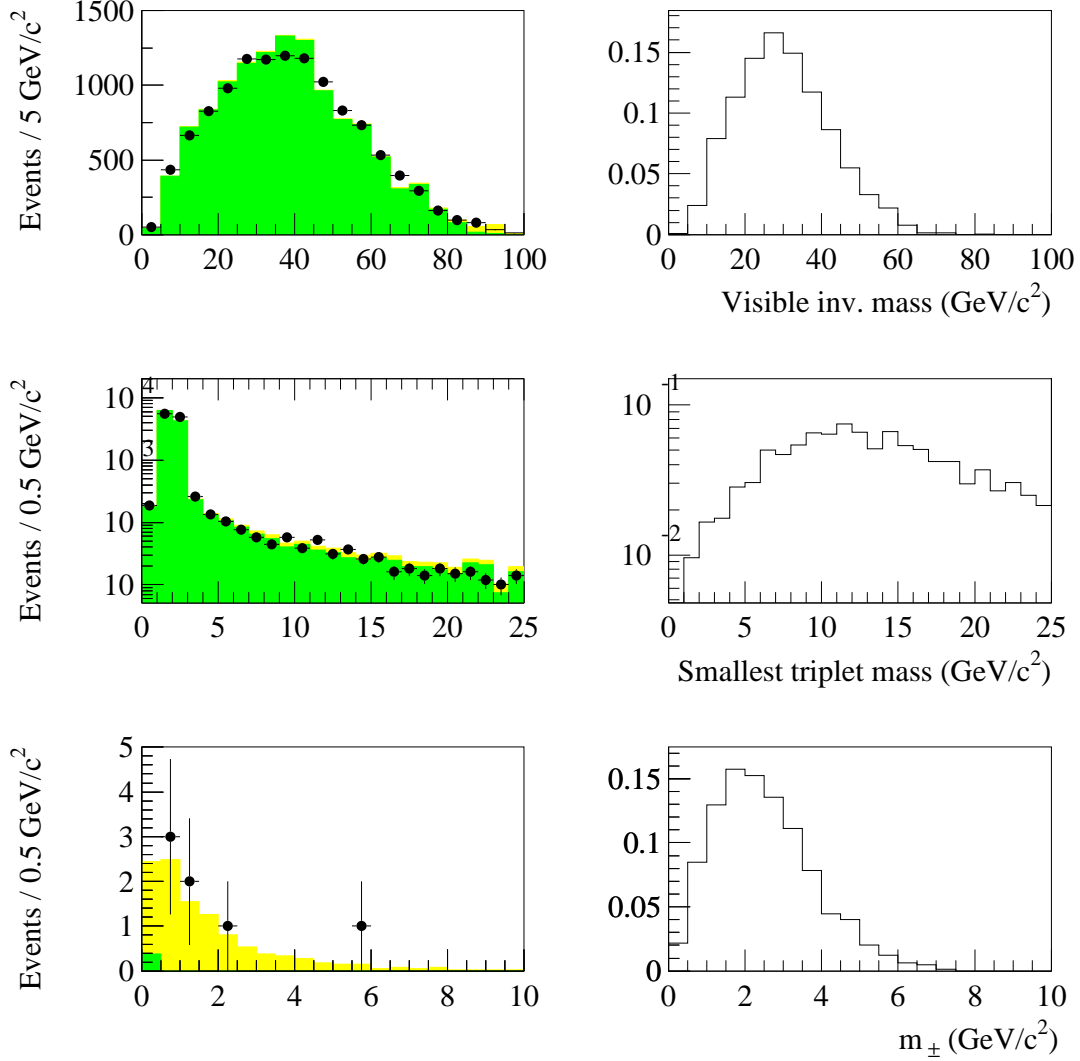 Events / 5 GeV/c2
1500
1000
500
0
0 20 40 60 80 100
0.15
0.1
0.05
0
0 20 40 60 80 100
Visible inv. mass (GeV/c2)
Events / 0.5 GeV/c2
10 4
10 3
10
10
0 5 10 15 20 25
10 -1
10 -2
0 5 10 15 20 25
Smallest triplet mass (GeV/c2)
Events / 0.5 GeV/c2
5
4
3
2
1
0
0 2 4 6 8 10
0.15
0.1
0.05
0
0 2 4 6 8 10
m± (GeV/c2)